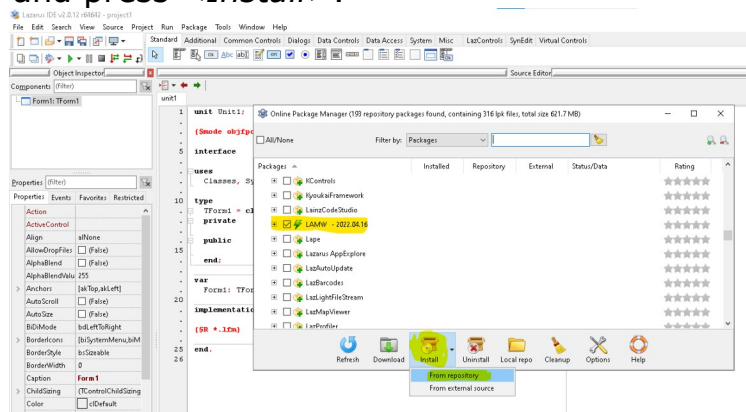 and press "<Install>".
Lazarus IDE v2.0.12 r64642 - project1
File Edit Search View Source Project Run Package Tools Window Help
Standard Additional Common Controls Dialogs Data Controls Data Access System Misc LazControls SynEdit Virtual Controls
Object Inspector
Source Editor
Components (filter)
Form1: TForm1
unit1
1 unit Unit1;
{$mode objfpc
5 interface
uses
Classes, Sy
10 type
TForm1 = cl
private
public
15
end;
var
Form1: TFor
20
implementatic
{$R *.lfm}
25 end.
26
Properties (filter)
Properties Events Favorites Restricted
Action
ActiveControl
Align alNone
AllowDropFiles (False)
AlphaBlend (False)
AlphaBlendValu 255
Anchors [akTop,akLeft]
AutoScroll (False)
AutoSize (False)
BiDiMode bdLeftToRight
BorderIcons [biSystemMenu,biM
BorderStyle bsSizeable
BorderWidth 0
Caption Form1
ChildSizing (TControlChildSizing
Color clDefault
Online Package Manager (193 repository packages found, containing 316 lpk files, total size 621.7 MB)
All/None Filter by: Packages
Packages Installed Repository External Status/Data Rating
KControls
KyoukaiFramework
LainzCodeStudio
LAMW - 2022.04.16
Lape
Lazarus AppExplore
LazAutoUpdate
LazBarcodes
LazLightFileStream
LazMapViewer
LazProfiler
Refresh Download Install Uninstall Local repo Cleanup Options Help
From repository
From external source